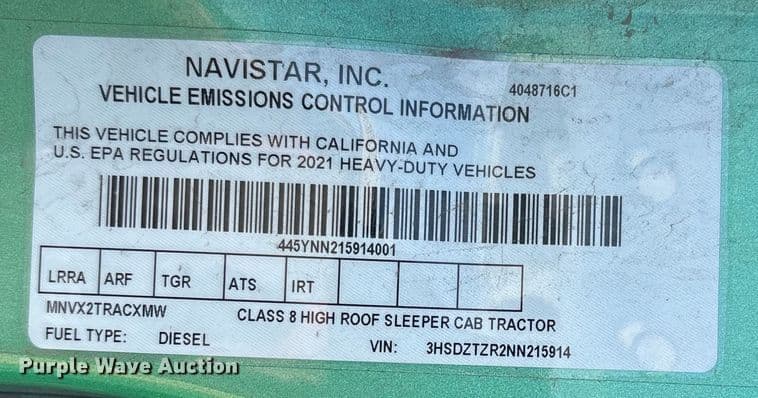 NAVISTAR, INC.
4048716C1
VEHICLE EMISSIONS CONTROL INFORMATION
THIS VEHICLE COMPLIES WITH CALIFORNIA AND
U.S. EPA REGULATIONS FOR 2021 HEAVY-DUTY VEHICLES
445YNN215914001
LRRA ARF TGR ATS IRT
MNVX2TRACXMW CLASS 8 HIGH ROOF SLEEPER CAB TRACTOR
FUEL TYPE: DIESEL VIN: 3HSDZTZR2NN215914
Purple Wave Auction